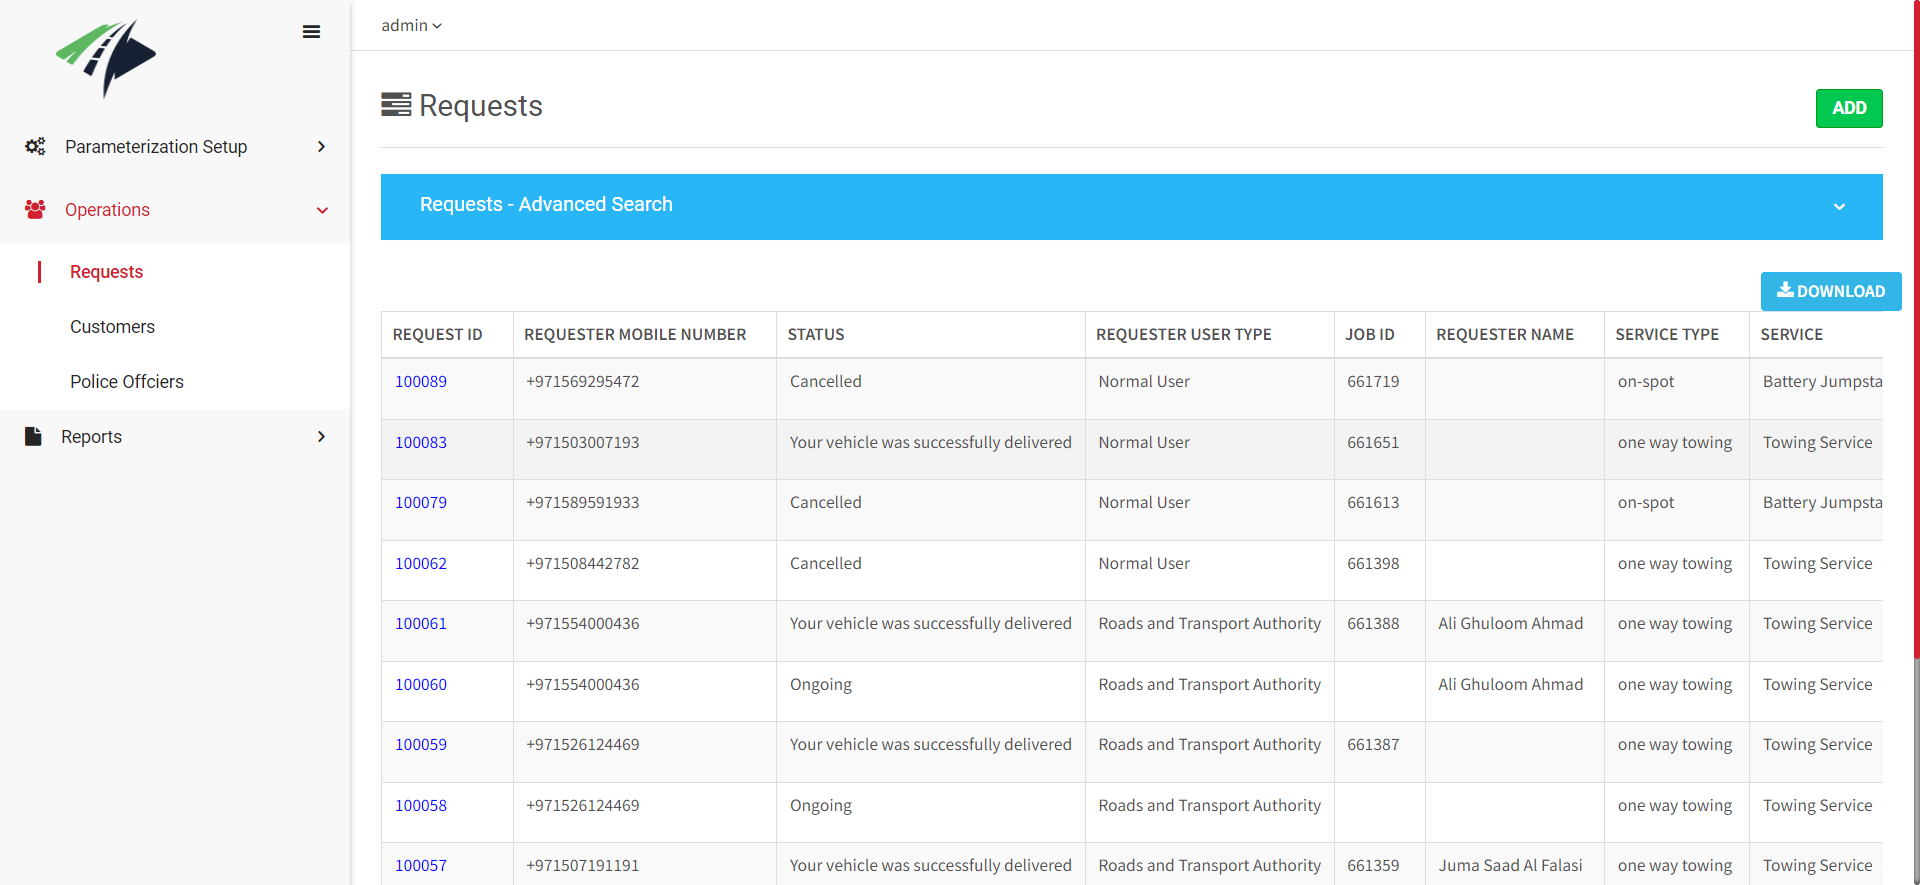 admin
Requests
ADD
Parameterization Setup
Operations
Requests
Customers
Police Offciers
Reports
Requests - Advanced Search
DOWNLOAD
REQUEST ID REQUESTER MOBILE NUMBER STATUS REQUESTER USER TYPE JOB ID REQUESTER NAME SERVICE TYPE SERVICE
100089 +971569295472 Cancelled Normal User 661719 on-spot Battery Jumpsta
100083 +971503007193 Your vehicle was successfully delivered Normal User 661651 one way towing Towing Service
100079 +971589591933 Cancelled Normal User 661613 on-spot Battery Jumpsta
100062 +971508442782 Cancelled Normal User 661398 one way towing Towing Service
100061 +971554000436 Your vehicle was successfully delivered Roads and Transport Authority 661388 Ali Ghuloom Ahmad one way towing Towing Service
100060 +971554000436 Ongoing Roads and Transport Authority Ali Ghuloom Ahmad one way towing Towing Service
100059 +971526124469 Your vehicle was successfully delivered Roads and Transport Authority 661387 one way towing Towing Service
100058 +971526124469 Ongoing Roads and Transport Authority one way towing Towing Service
100057 +971507191191 Your vehicle was successfully delivered Roads and Transport Authority 661359 Juma Saad Al Falasi one way towing Towing Service